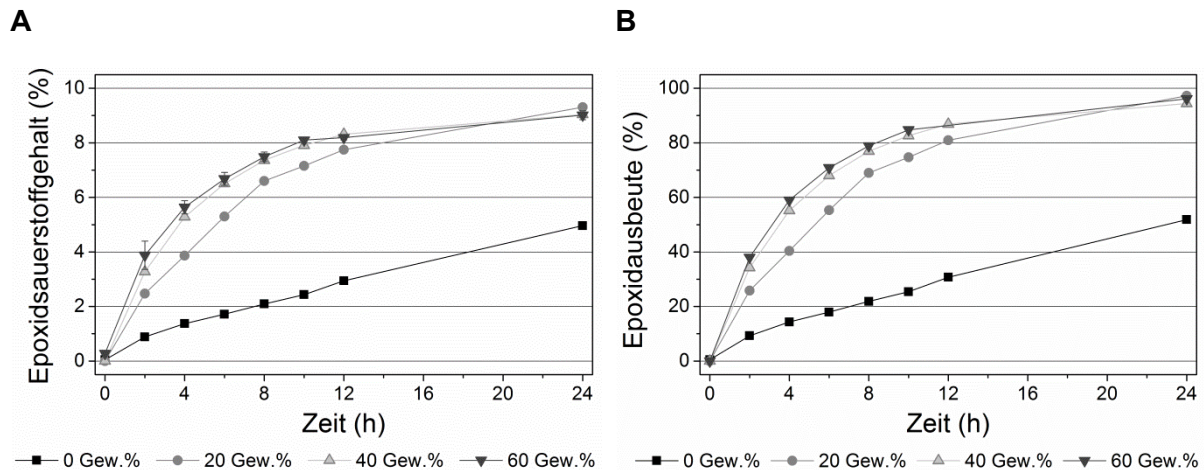 A
Epoxidsauerstoffgehalt (%)
10
8
6
4
2
0
0 4 8 12 16 20 24
Zeit (h)
0 Gew.% 20 Gew.% 40 Gew.% 60 Gew.%
B
Epoxidausbeute (%)
100
80
60
40
20
0
0 4 8 12 16 20 24
Zeit (h)
0 Gew.% 20 Gew.% 40 Gew.% 60 Gew.%